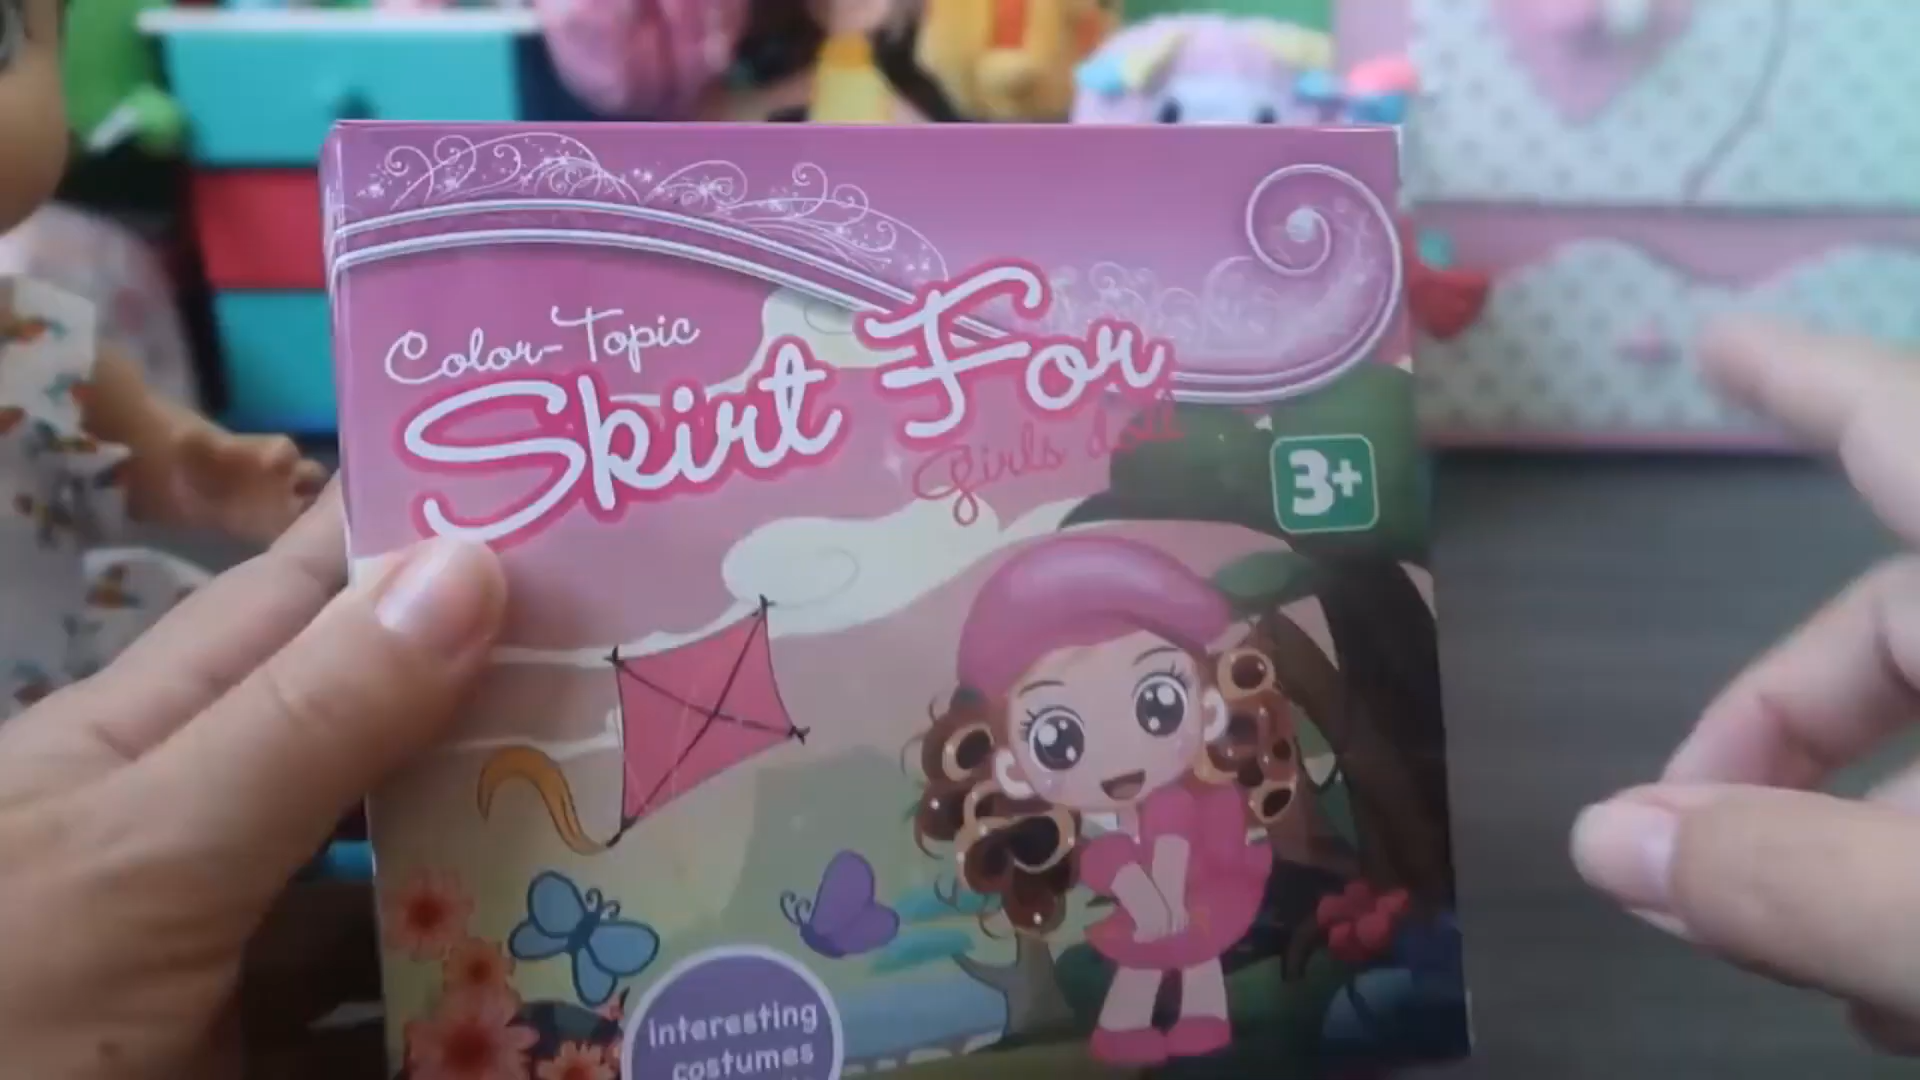 Color-Topic
Skirt For
girls doll
3+
interesting
costumes